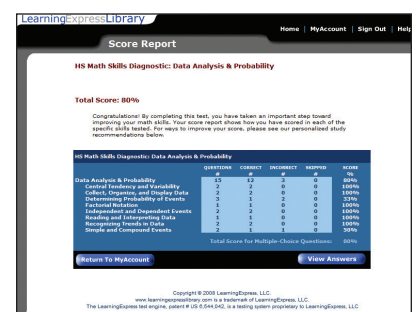 LearningExpressLibrary
Home | MyAccount | Sign Out | Help
Score Report
HS Math Skills Diagnostic: Data Analysis & Probability
Total Score: 80%
Congratulations! By completing this test, you have taken an important step toward
improving your math skills. Your score report shows how you have scored in each of the
specific skills tested. For ways to improve your score, please see our personalized study
recommendations below.
HS Math Skills Diagnostic: Data Analysis & Probability
QUESTIONS CORRECT INCORRECT SKIPPED SCORE
# # # # %
Data Analysis & Probability 15 12 3 0 80%
Central Tendency and Variability 2 2 0 0 100%
Collect, Organize, and Display Data 2 2 0 0 100%
Determining Probability of Events 3 1 2 0 33%
Factorial Notation 1 1 0 0 100%
Independent and Dependent Events 2 2 0 0 100%
Reading and Interpreting Data 1 1 0 0 100%
Recognizing Trends in Data 2 2 0 0 100%
Simple and Compound Events 2 1 1 0 50%
Total Score for Multiple-Choice Questions: 80%
Return To MyAccount View Answers
Copyright © 2008 LearningExpress, LLC.
www.learningexpresslibrary.com is a trademark of LearningExpress, LLC.
The LearningExpress test engine, patent # US 6,544,042, is a testing system proprietary to LearningExpress, LLC